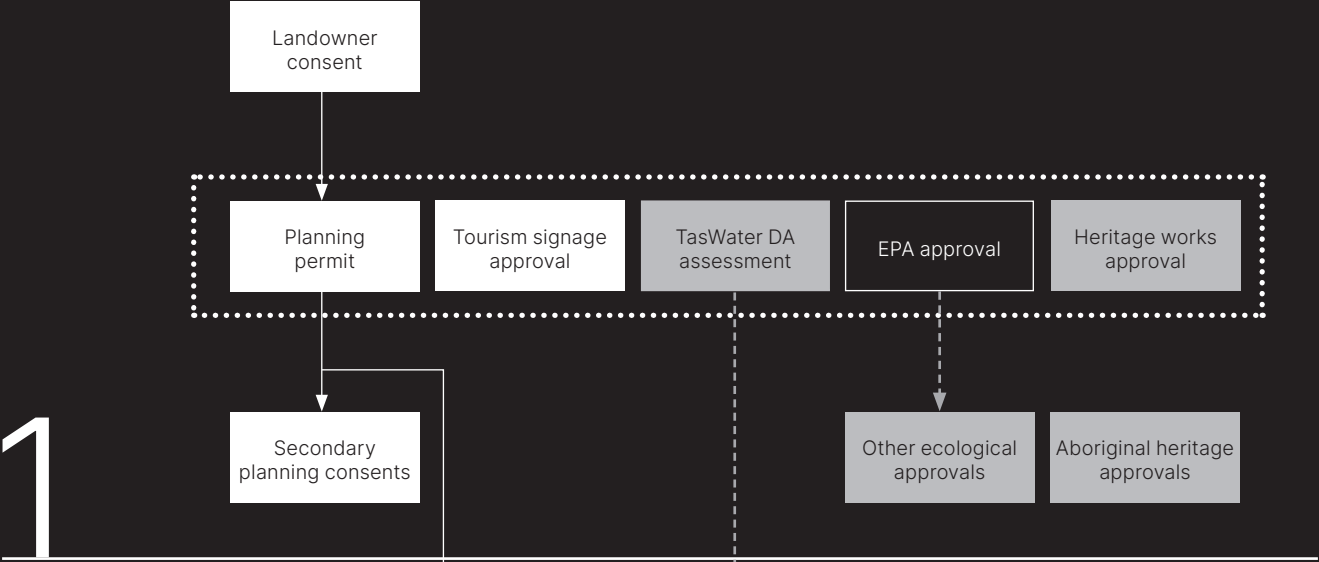 Landowner
consent
Planning
permit
Tourism signage
approval
TasWater DA
assessment
EPA approval
Heritage works
approval
Secondary
planning consents
Other ecological
approvals
Aboriginal heritage
approvals
1